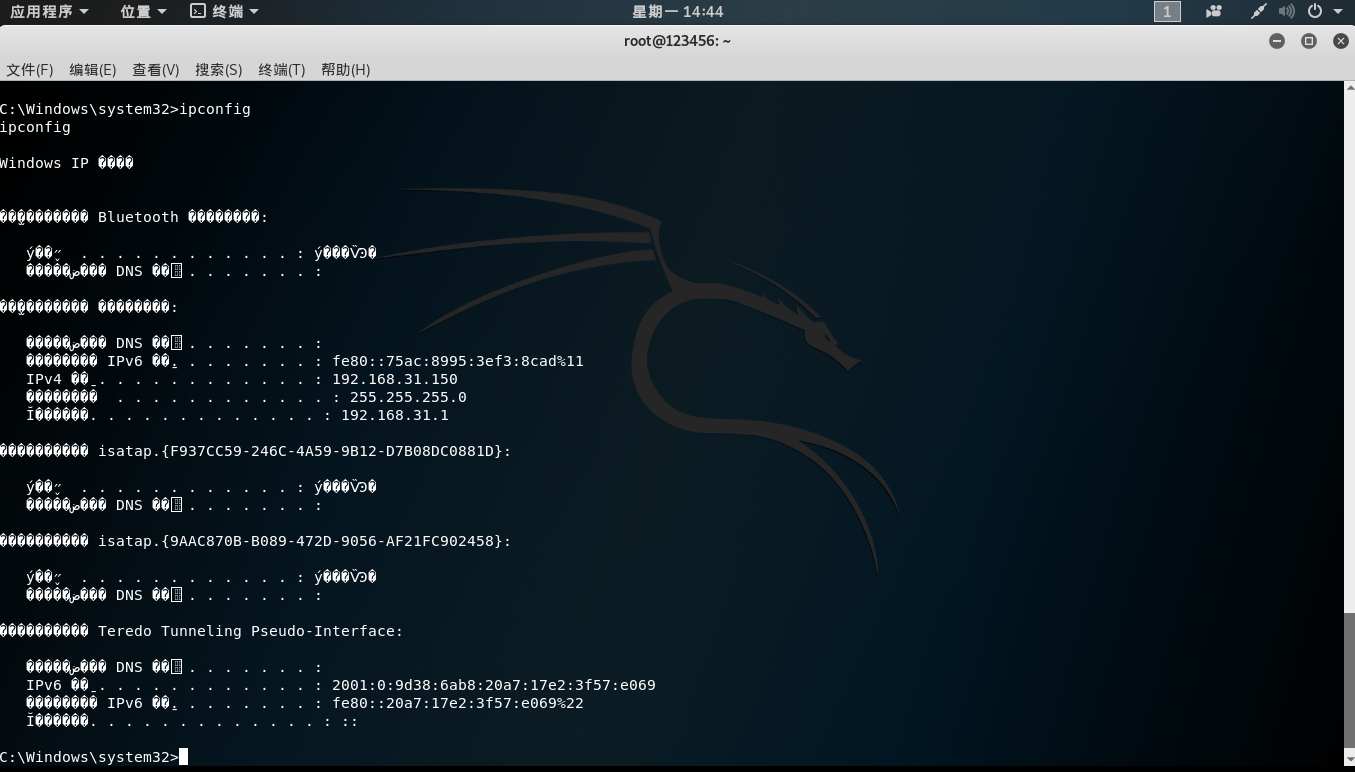 应用程序 位置 终端 星期一 14:44 1
root@123456: ~
文件(F) 编辑(E) 查看(V) 搜索(S) 终端(T) 帮助(H)
C:\Windows\system32>ipconfig
ipconfig
Windows IP ����
������������ Bluetooth ��������:
. . . . . . . . . . . . :
DNS . . . . . . . :
������������ ��������:
DNS . . . . . . . :
�������� IPv6 . . . . . . . : fe80::75ac:8995:3ef3:8cad%11
IPv4 . . . . . . . . . . . . : 192.168.31.150
�������� . . . . . . . . . . . . : 255.255.255.0
. . . . . . . . . . . . . : 192.168.31.1
���������� isatap.{F937CC59-246C-4A59-9B12-D7B08DC0881D}:
. . . . . . . . . . . . :
DNS . . . . . . . :
���������� isatap.{9AAC870B-B089-472D-9056-AF21FC902458}:
. . . . . . . . . . . . :
DNS . . . . . . . :
���������� Teredo Tunneling Pseudo-Interface:
DNS . . . . . . . :
IPv6 . . . . . . . . . . . . : 2001:0:9d38:6ab8:20a7:17e2:3f57:e069
�������� IPv6 . . . . . . . : fe80::20a7:17e2:3f57:e069%22
. . . . . . . . . . . . . : ::
C:\Windows\system32>